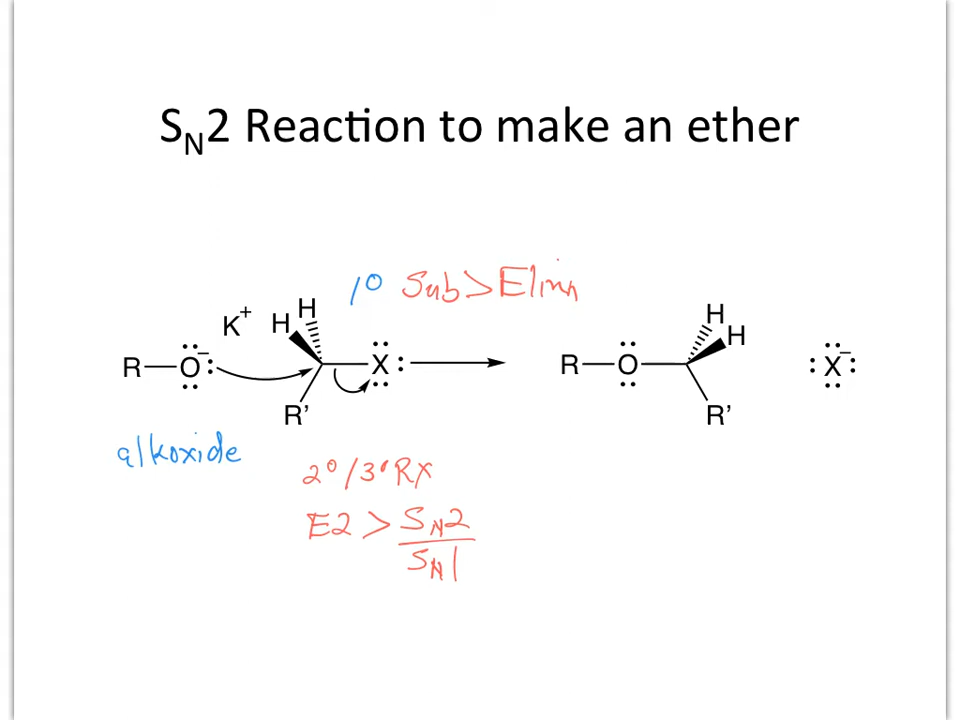 SN2 Reaction to make an ether
1° Sub > Elim
K+ H H H H
R—O:− X: R—O :X:−
R' R'
alkoxide
2°/3° RX
E2 > SN2
SN1